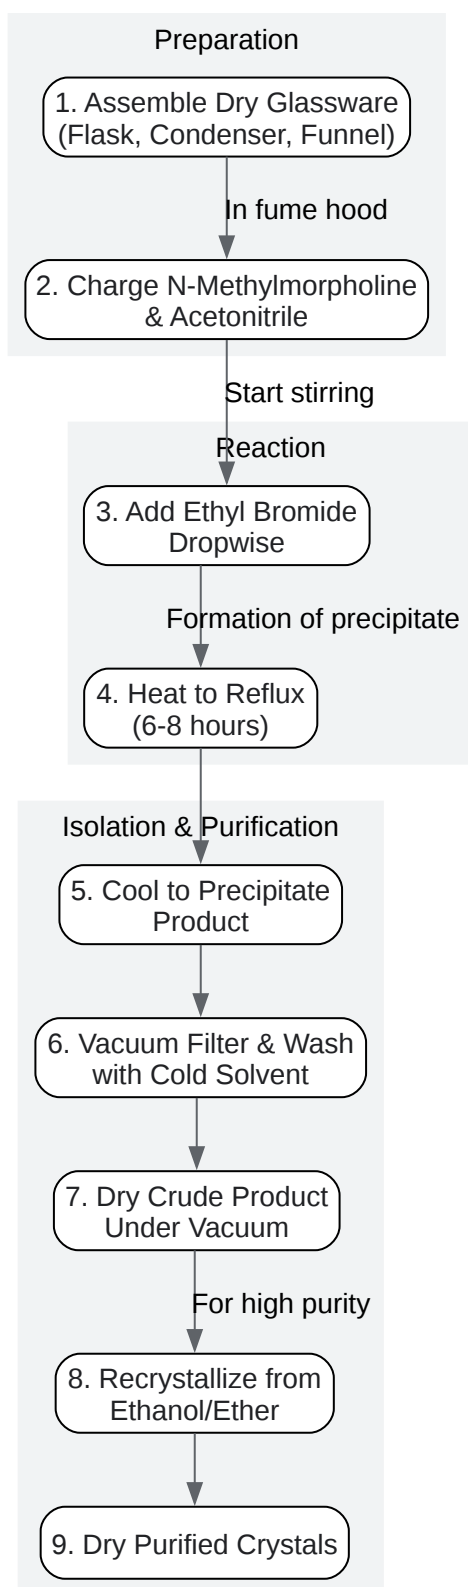 Preparation
1. Assemble Dry Glassware
(Flask, Condenser, Funnel)
In fume hood
2. Charge N-Methylmorpholine
& Acetonitrile
Start stirring
Reaction
3. Add Ethyl Bromide
Dropwise
Formation of precipitate
4. Heat to Reflux
(6-8 hours)
Isolation & Purification
5. Cool to Precipitate
Product
6. Vacuum Filter & Wash
with Cold Solvent
7. Dry Crude Product
Under Vacuum
For high purity
8. Recrystallize from
Ethanol/Ether
9. Dry Purified Crystals